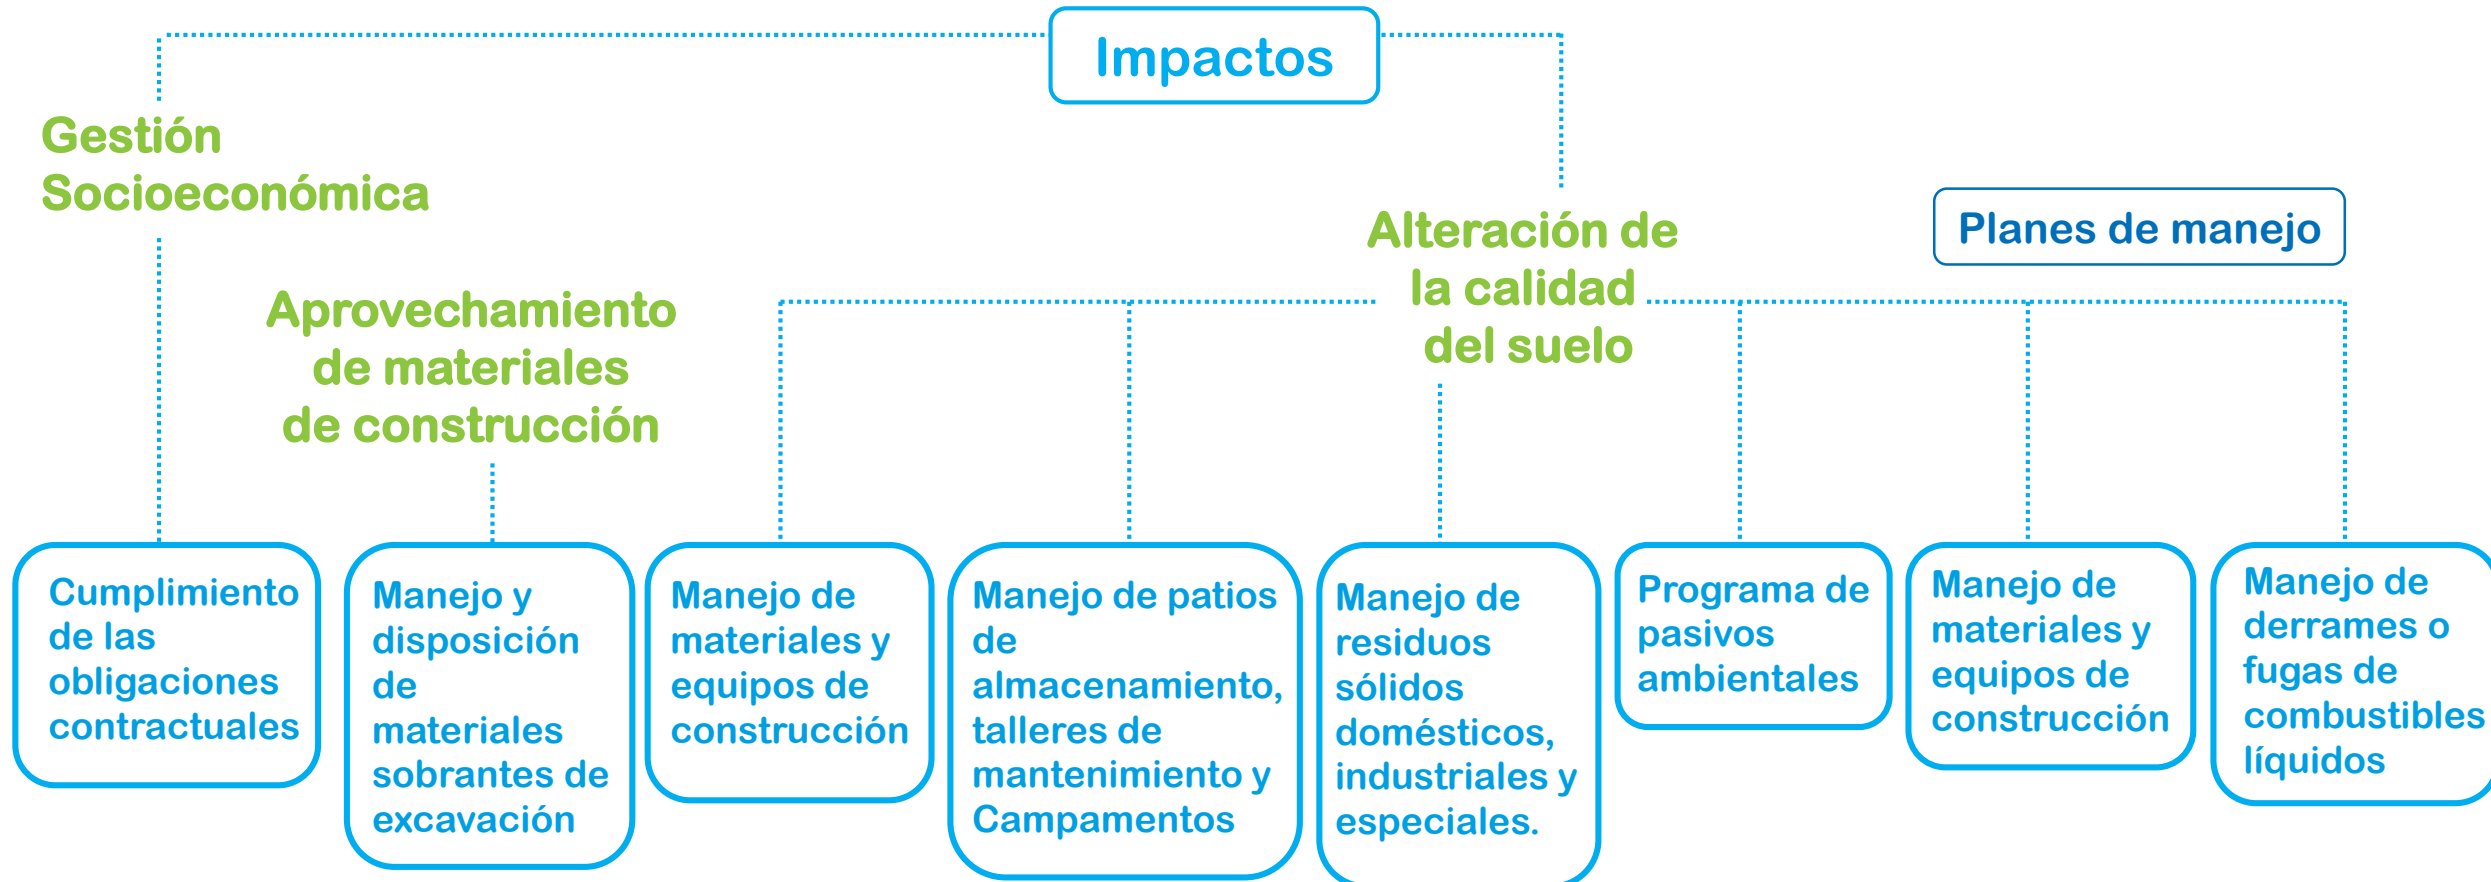 Impactos
Gestión
Socioeconómica
Aprovechamiento
de materiales
de construcción
Alteración de
la calidad
del suelo
Planes de manejo
Cumplimiento
de las
obligaciones
contractuales
Manejo y
disposición
de
materiales
sobrantes de
excavación
Manejo de
materiales y
equipos de
construcción
Manejo de patios
de
almacenamiento,
talleres de
mantenimiento y
Campamentos
Manejo de
residuos
sólidos
domésticos,
industriales y
especiales.
Programa de
pasivos
ambientales
Manejo de
materiales y
equipos de
construcción
Manejo de
derrames o
fugas de
combustibles
líquidos